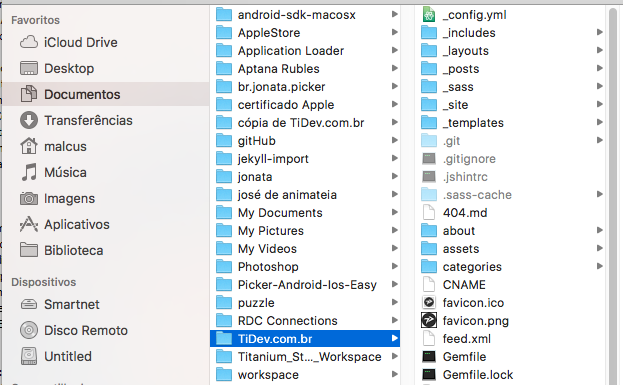 Favoritos
iCloud Drive
Desktop
Documentos
Transferências
malcus
Música
Imagens
Aplicativos
Biblioteca
Dispositivos
Smartnet
Disco Remoto
Untitled
android-sdk-macosx
AppleStore
Application Loader
Aptana Rubles
br.jonata.picker
certificado Apple
cópia de TiDev.com.br
gitHub
jekyll-import
jonata
josé de animateia
My Documents
My Pictures
My Videos
Photoshop
Picker-Android-Ios-Easy
puzzle
RDC Connections
TiDev.com.br
Titanium_St..._Workspace
workspace
_config.yml
_includes
_layouts
_posts
_sass
_site
_templates
.git
.gitignore
.jshintrc
.sass-cache
404.md
about
assets
categories
CNAME
favicon.ico
favicon.png
feed.xml
Gemfile
Gemfile.lock